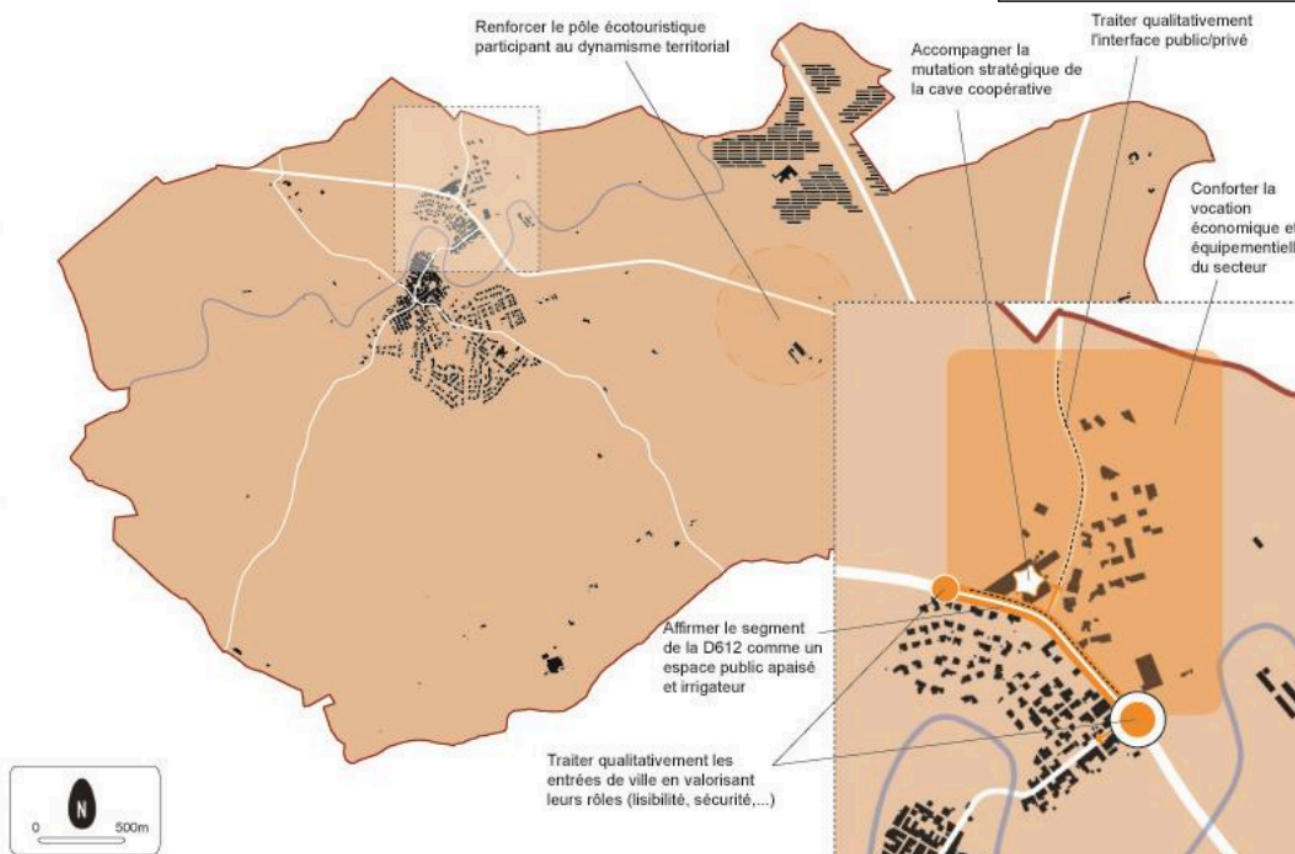 Renforcer le pôle écotouristique
participant au dynamisme territorial
Accompagner la
mutation stratégique de
la cave coopérative
Traiter qualitativement
l'interface public/privé
Conforter la
vocation
économique et
équipementiell
du secteur
Affirmer le segment
de la D612 comme un
espace public apaisé
et irrigateur
Traiter qualitativement les
entrées de ville en valorisant
leurs rôles (lisibilité, sécurité,...)
N
0 500m